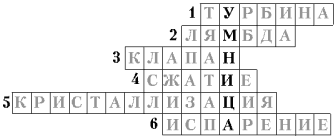 1 ТУРБИНА
2 ЛЯМБДА
3 КЛАПАН
4 СЖАТИЕ
5 КРИСТАЛЛИЗАЦИЯ
6 ИСПАРЕНИЕ